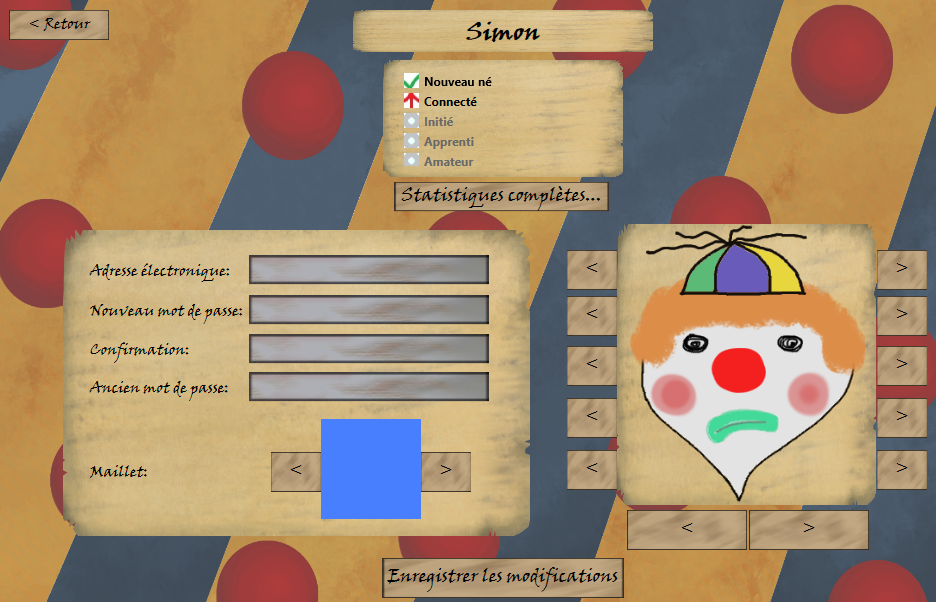 < Retour
Simon
Nouveau né
Connecté
Initié
Apprenti
Amateur
Statistiques complètes...
Adresse électronique:
Nouveau mot de passe:
Confirmation:
Ancien mot de passe:
Maillet:
< >
< >
< >
< >
< >
< >
< >
Enregistrer les modifications